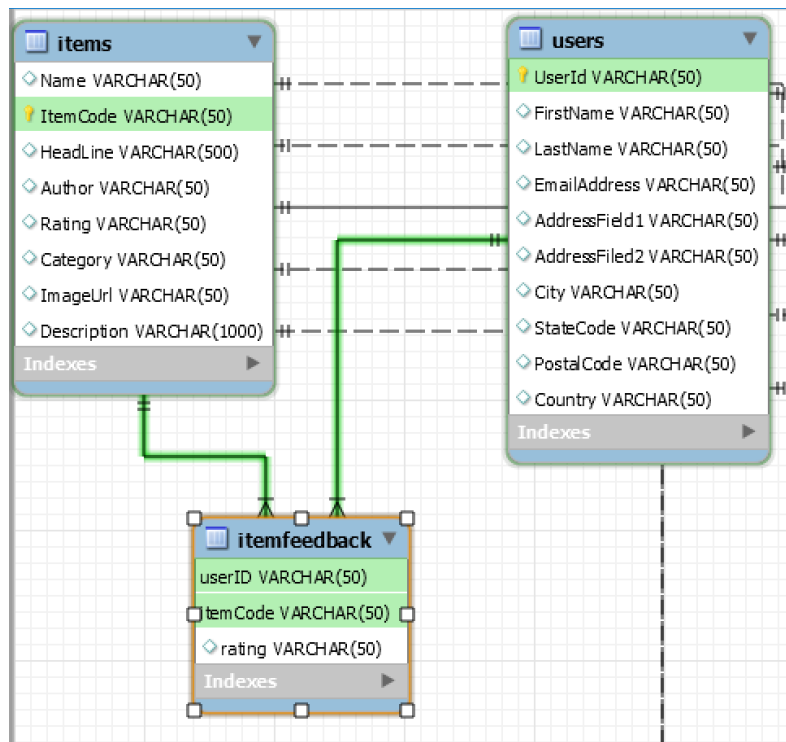 items
Name VARCHAR(50)
ItemCode VARCHAR(50)
HeadLine VARCHAR(500)
Author VARCHAR(50)
Rating VARCHAR(50)
Category VARCHAR(50)
ImageUrl VARCHAR(50)
Description VARCHAR(1000)
Indexes
users
UserId VARCHAR(50)
FirstName VARCHAR(50)
LastName VARCHAR(50)
EmailAddress VARCHAR(50)
AddressField1 VARCHAR(50)
AddressFiled2 VARCHAR(50)
City VARCHAR(50)
StateCode VARCHAR(50)
PostalCode VARCHAR(50)
Country VARCHAR(50)
Indexes
itemfeedback
userID VARCHAR(50)
itemCode VARCHAR(50)
rating VARCHAR(50)
Indexes